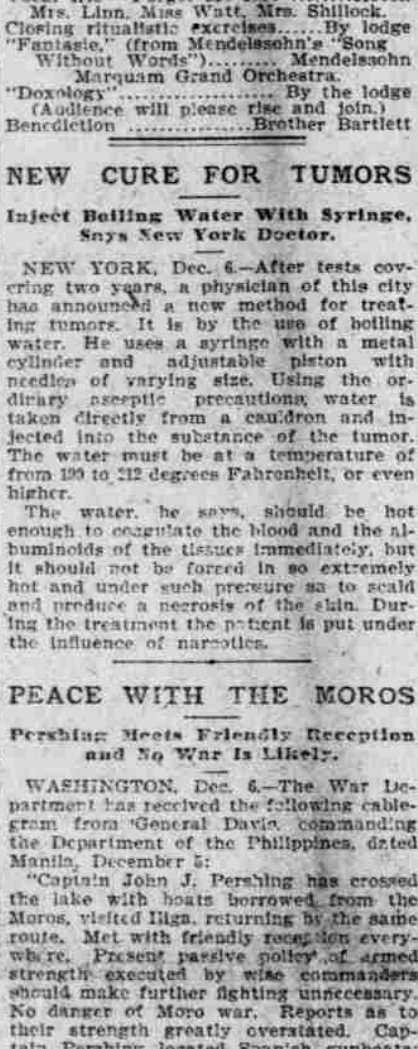 Mrs. Linn, Miss Watt, Mrs. Shillock.
Closing ritualistic exercises......By lodge
"Fantasie," (from Mendelssohn's "Song
Without Words")......... Mendelssohn
Marquam Grand Orchestra.
"Doxology"..................... By the lodge
(Audience will please rise and join.)
Benediction ................Brother Bartlett
NEW CURE FOR TUMORS
Inject Boiling Water With Syringe,
Says New York Doctor.
NEW YORK, Dec. 6.—After tests cov-
ering two years, a physician of this city
has announced a new method for treat-
ing tumors. It is by the use of boiling
water. He uses a syringe with a metal
cylinder and adjustable piston with
needles of varying size. Using the or-
dinary aseptic precautions, water is
taken directly from a cauldron and in-
jected into the substance of the tumor.
The water must be at a temperature of
from 190 to 212 degrees Fahrenheit, or even
higher.
The water, he says, should be hot
enough to coagulate the blood and the al-
buminoids of the tissues immediately, but
it should not be forced in so extremely
hot and under such pressure as to scald
and produce a necrosis of the skin. Dur-
ing the treatment the patient is put under
the influence of narcotics.
PEACE WITH THE MOROS
Pershing Meets Friendly Reception
and No War Is Likely.
WASHINGTON, Dec. 6.—The War De-
partment has received the following cable-
gram from General Davis, commanding
the Department of the Philippines, dated
Manila, December 5:
"Captain John J. Pershing has crossed
the lake with boats borrowed from the
Moros, visited Iliga, returning by the same
route. Met with friendly reception every-
where. Present passive policy of armed
strength executed by wise commanders
should make further fighting unnecessary.
No danger of Moro war. Reports as to
their strength greatly overstated. Cap-
tain Pershing located Spanish gunboats